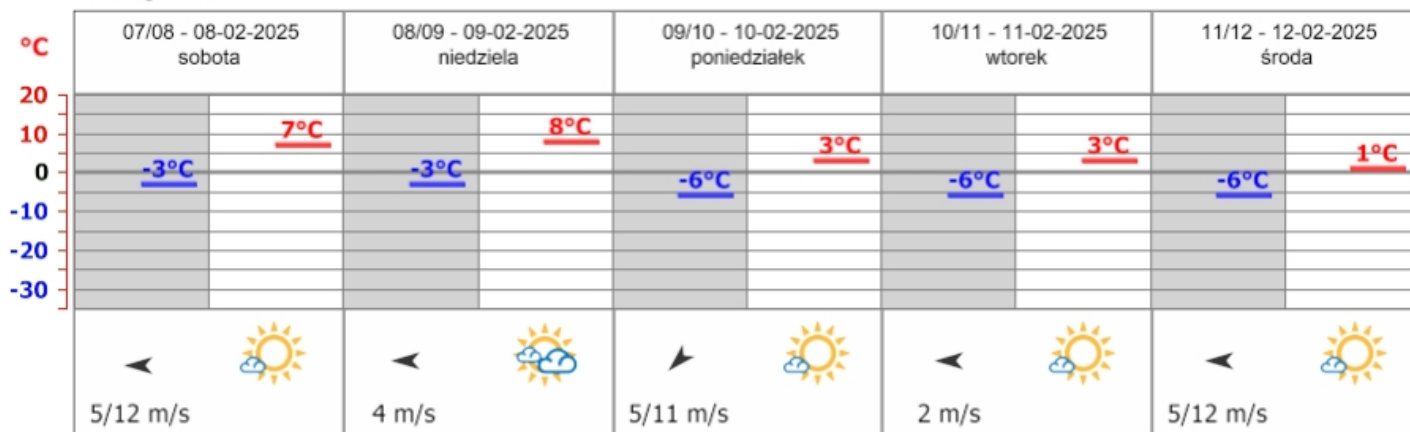 °C
07/08 - 08-02-2025
sobota
08/09 - 09-02-2025
niedziela
09/10 - 10-02-2025
poniedziałek
10/11 - 11-02-2025
wtorek
11/12 - 12-02-2025
środa
20
10
0
-10
-20
-30
-3°C
7°C
-3°C
8°C
-6°C
3°C
-6°C
3°C
-6°C
1°C
5/12 m/s
4 m/s
5/11 m/s
2 m/s
5/12 m/s